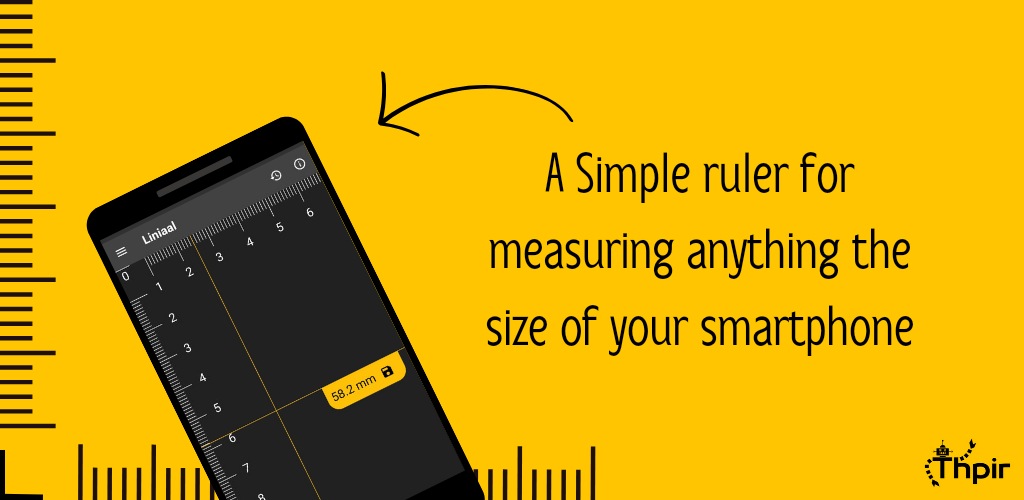 A Simple ruler for
measuring anything the
size of your smartphone
Liniaal
0
1
2
3
4
5
6
1
2
3
4
5
6
7
8
58.2 mm
Thpir